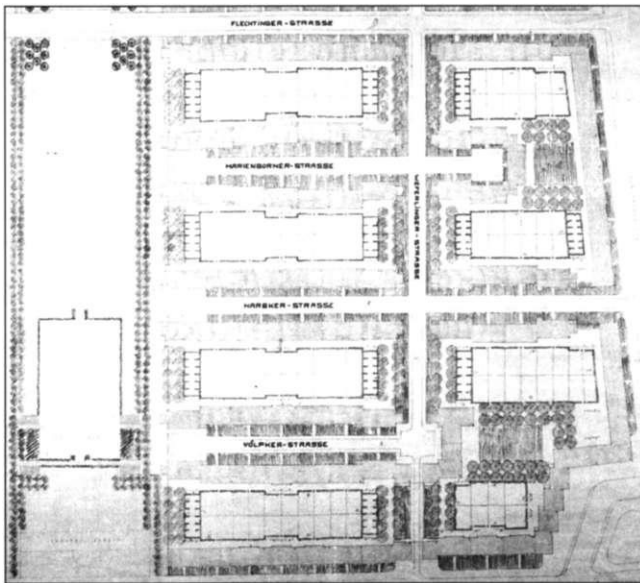 FLECHTINGER-STRASSE
MARIENBORNER-STRASSE
WEFERLINGER-STRASSE
HARBKER-STRASSE
VÖLPKER-STRASSE